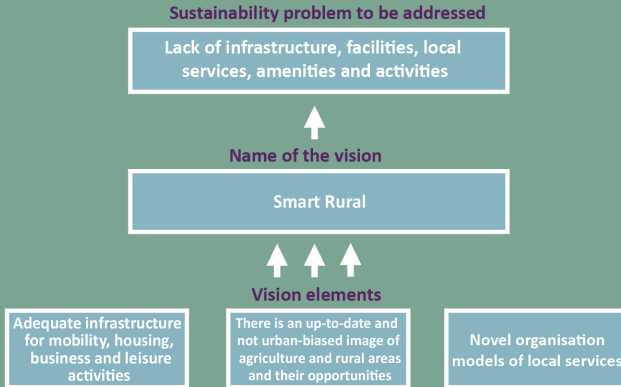 Sustainability problem to be addressed
Lack of infrastructure, facilities, local
services, amenities and activities
Name of the vision
Smart Rural
Vision elements
Adequate infrastructure
for mobility, housing,
business and leisure
activities
There is an up-to-date and
not urban-biased image of
agriculture and rural areas
and their opportunities
Novel organisation
models of local services